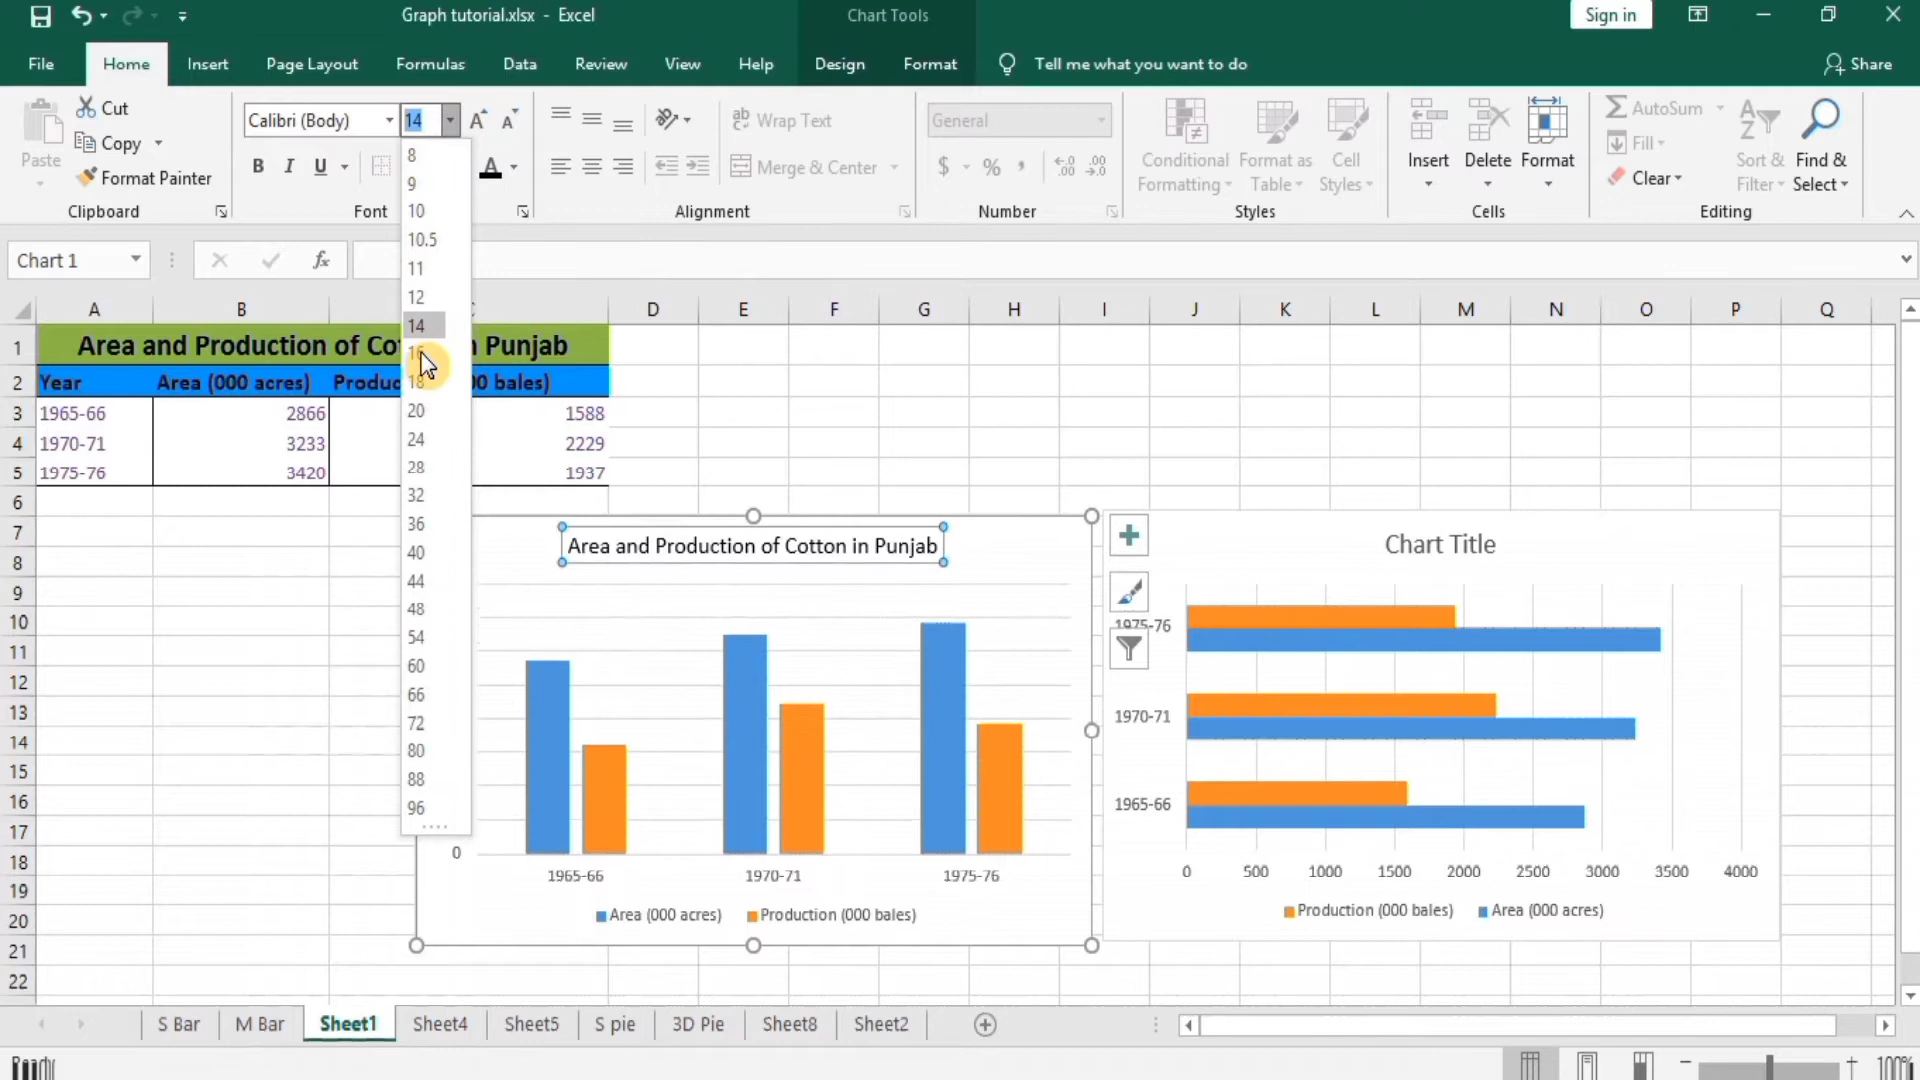 Graph tutorial.xlsx - Excel
Chart Tools
Sign in
File Home Insert Page Layout Formulas Data Review View Help Design Format Tell me what you want to do Share
Paste
Cut
Copy
Format Painter
Clipboard
Calibri (Body) 14
B I U A
Font
Wrap Text
Merge & Center
Alignment
General
$ % ,
Number
Conditional Formatting
Format as Table
Cell Styles
Styles
Insert Delete Format
Cells
AutoSum
Fill
Clear
Sort & Filter
Find & Select
Editing
Chart 1 fx
8
9
10
10.5
11
12
14
16
18
20
24
28
32
36
40
44
48
54
60
66
72
80
88
96
A B D E F G H I J K L M N O P Q
1 Area and Production of Punjab
2 Year Area (000 acres) bales)
3 1965-66 2866 1588
4 1970-71 3233 2229
5 1975-76 3420 1937
6
7
8
9
10
11
12
13
14
15
16
17
18
19
20
21
22
Area and Production of Cotton in Punjab
0
1965-66 1970-71 1975-76
Area (000 acres) Production (000 bales)
Chart Title
1975-76
1970-71
1965-66
0 500 1000 1500 2000 2500 3000 3500 4000
Production (000 bales) Area (000 acres)
S Bar M Bar Sheet1 Sheet4 Sheet5 S pie 3D Pie Sheet8 Sheet2
Ready
100%